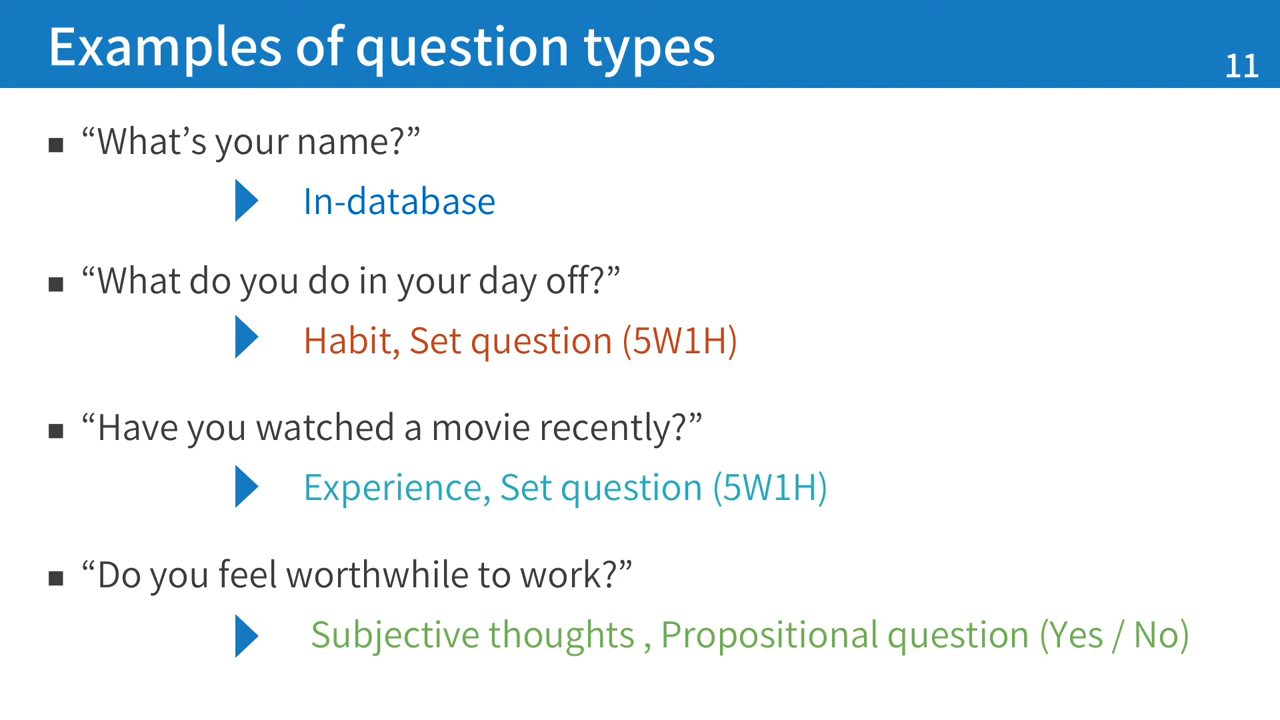 Examples of question types
11
▪ “What’s your name?”
In-database
▪ “What do you do in your day off?”
Habit, Set question (5W1H)
▪ “Have you watched a movie recently?”
Experience, Set question (5W1H)
▪ “Do you feel worthwhile to work?”
Subjective thoughts , Propositional question (Yes / No)